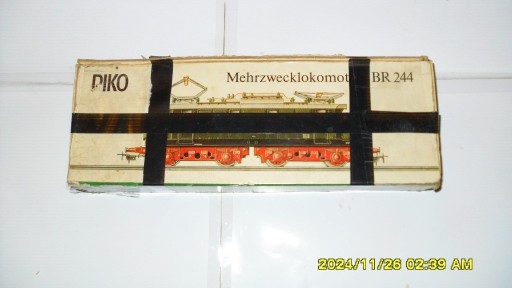 PIKO
Mehrzwecklokomot BR 244
2024/11/26 02:39 AM